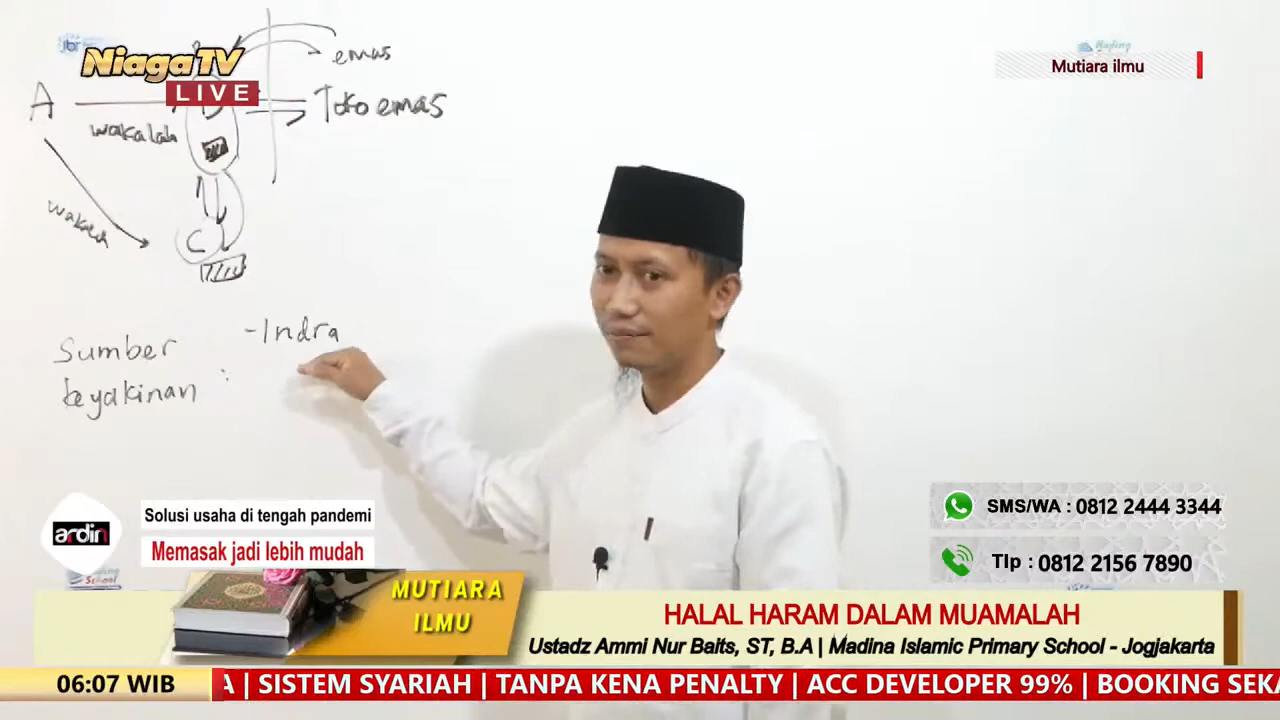 NiagaTV
LIVE
Mutiara ilmu
emas
A
Toko emas
wakalah
C
- Indra
Sumber
keyakinan :
ardin
Solusi usaha di tengah pandemi
Memasak jadi lebih mudah
SMS/WA : 0812 2444 3344
Tlp : 0812 2156 7890
School
MUTIARA
ILMU
HALAL HARAM DALAM MUAMALAH
Ustadz Ammi Nur Baits, ST, B.A | Madina Islamic Primary School - Jogjakarta
06:07 WIB
A | SISTEM SYARIAH | TANPA KENA PENALTY | ACC DEVELOPER 99% | BOOKING SEKA